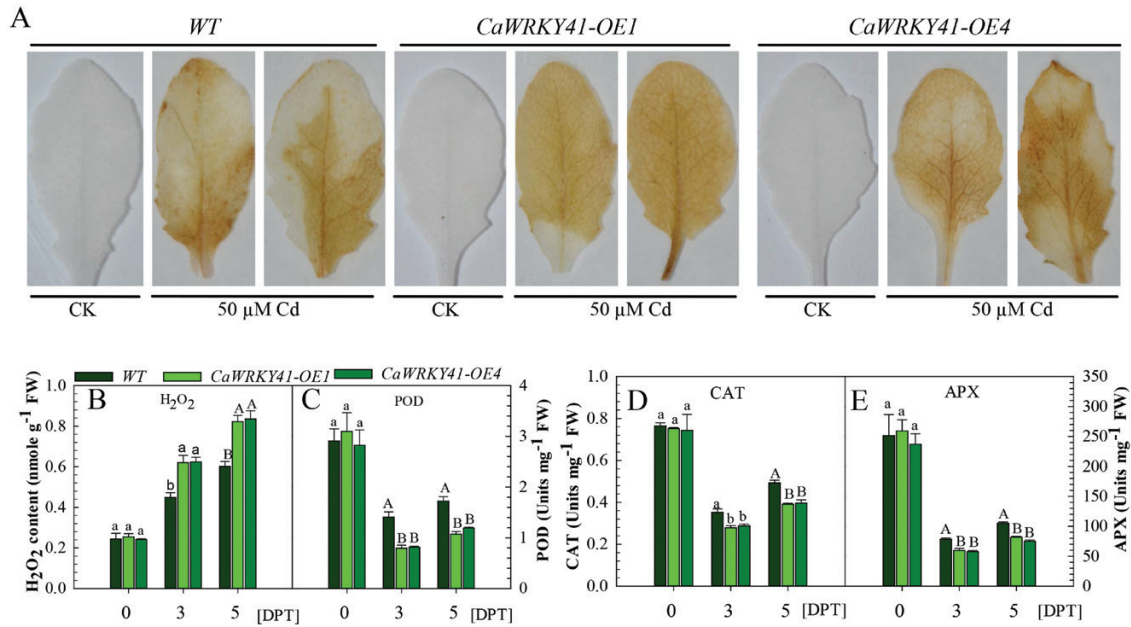 A
WT CaWRKY41-OE1 CaWRKY41-OE4
CK 50 µM Cd CK 50 µM Cd CK 50 µM Cd
WT CaWRKY41-OE1 CaWRKY41-OE4
B H₂O₂
H₂O₂ content (nmole g⁻¹ FW)
1.0
0.8
0.6
0.4
0.2
0.0
a a a b a a B A A
0 3 5 [DPT]
C POD
POD (Units mg⁻¹ FW)
4
3
2
1
0
a a a A B B A B B
0 3 5 [DPT]
D CAT
CAT (Units mg⁻¹ FW)
1.0
0.8
0.6
0.4
0.2
0.0
a a a a b b A B B
0 3 5 [DPT]
E APX
APX (Units mg⁻¹ FW)
350
300
250
200
150
100
50
0
a a a A B B A B B
0 3 5 [DPT]